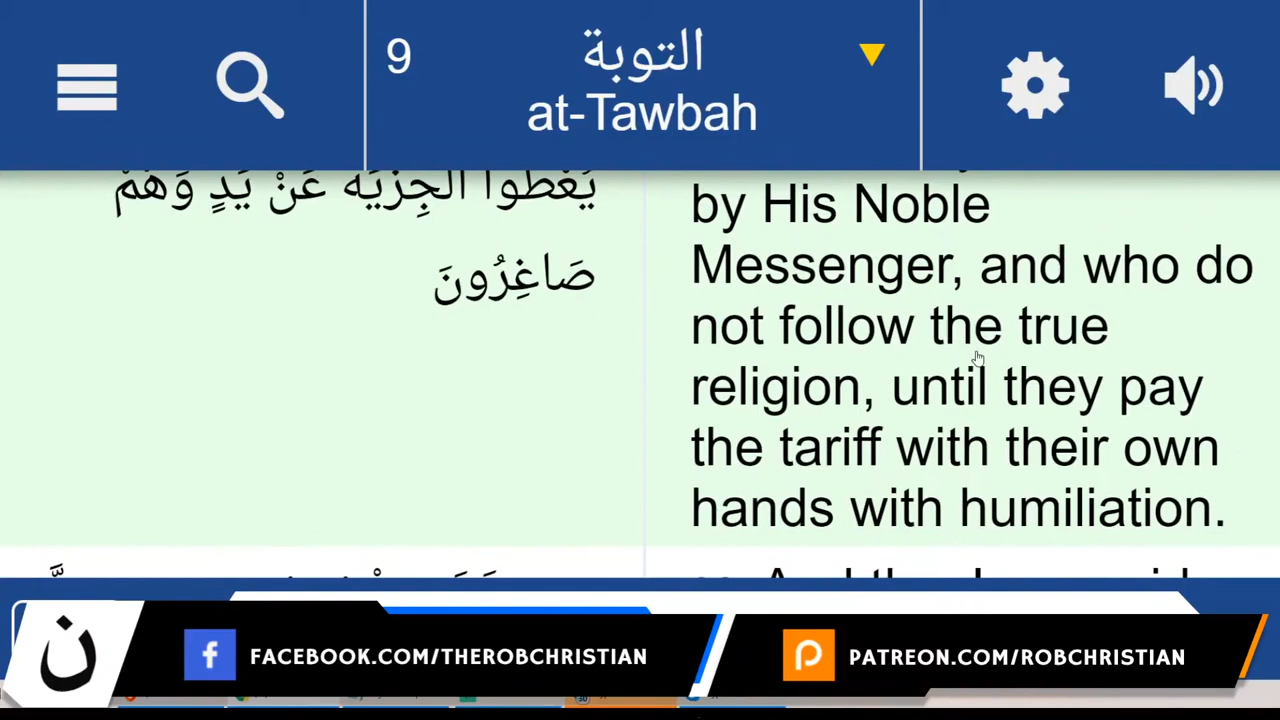 9
التوبة
at-Tawbah
يُعْطُوا الْجِزْيَةَ عَنْ يَدٍ وَهُمْ
صَاغِرُونَ
by His Noble
Messenger, and who do
not follow the true
religion, until they pay
the tariff with their own
hands with humiliation.
ن
f
FACEBOOK.COM/THEROBCHRISTIAN
PATREON.COM/ROBCHRISTIAN